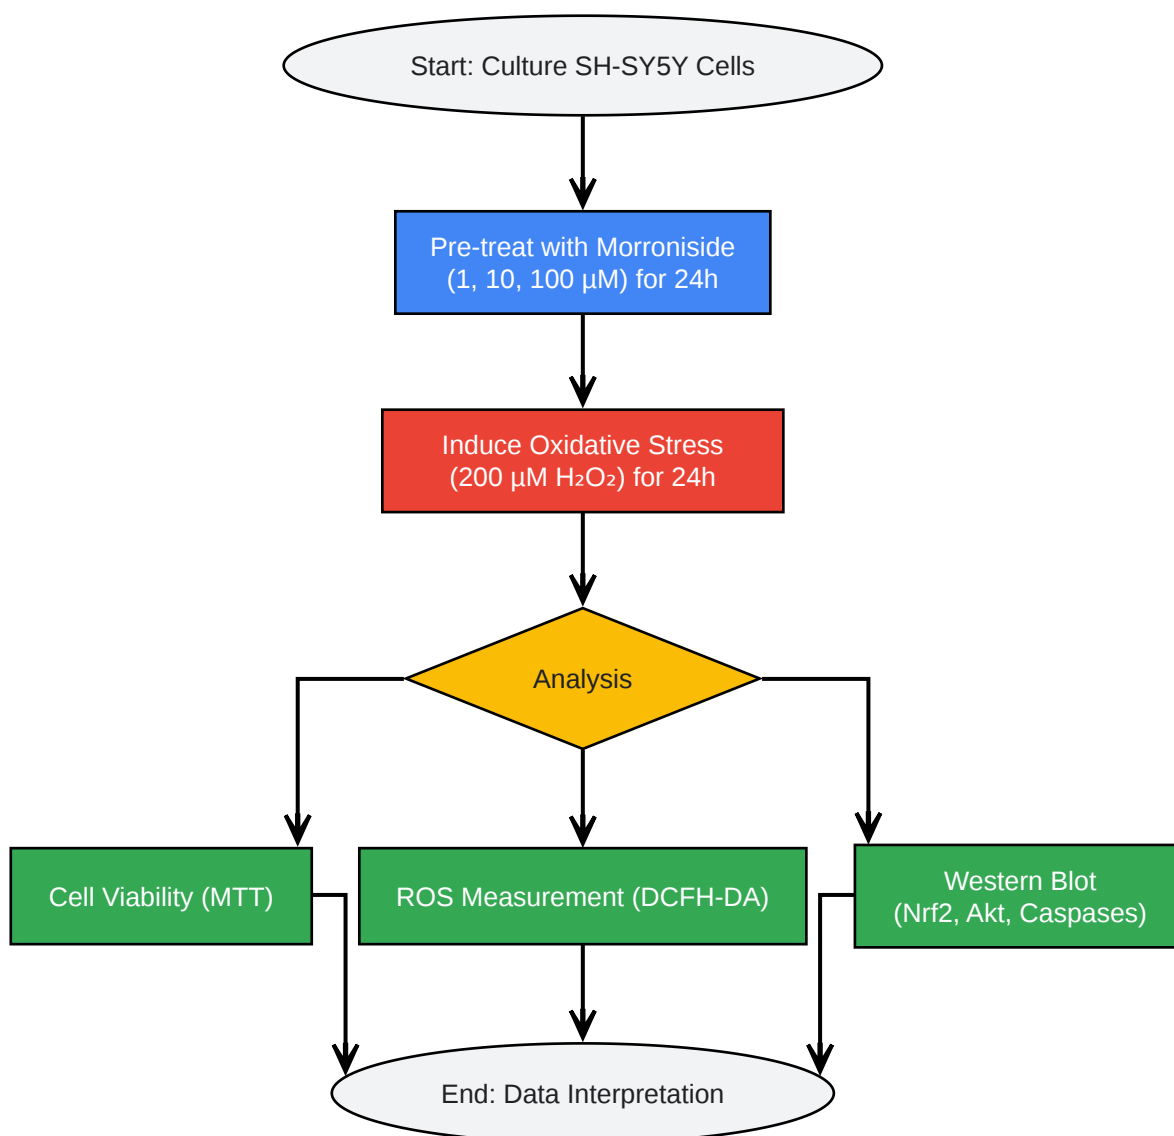 Start: Culture SH-SY5Y Cells
Pre-treat with Morroniside
(1, 10, 100 µM) for 24h
Induce Oxidative Stress
(200 µM H₂O₂) for 24h
Analysis
Cell Viability (MTT)
ROS Measurement (DCFH-DA)
Western Blot
(Nrf2, Akt, Caspases)
End: Data Interpretation